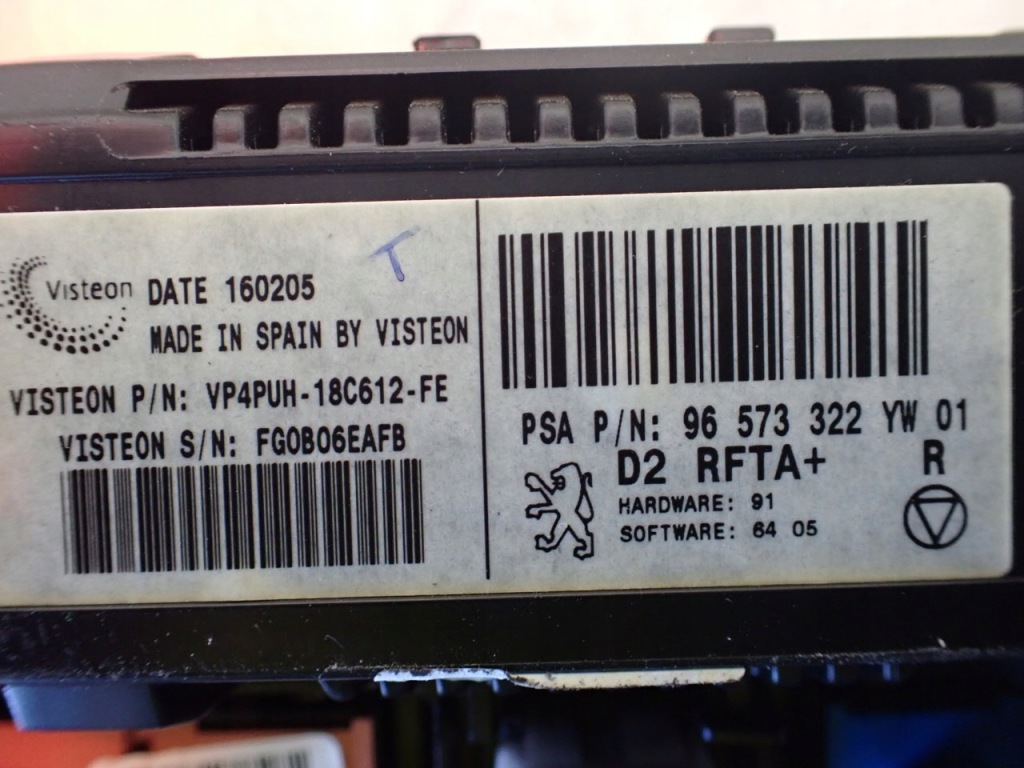 Visteon
DATE 160205
T
MADE IN SPAIN BY VISTEON
VISTEON P/N: VP4PUH-18C612-FE
VISTEON S/N: FG0B06EAFB
PSA P/N: 96 573 322 YW 01
D2 RFTA+ R
HARDWARE: 91
SOFTWARE: 64 05